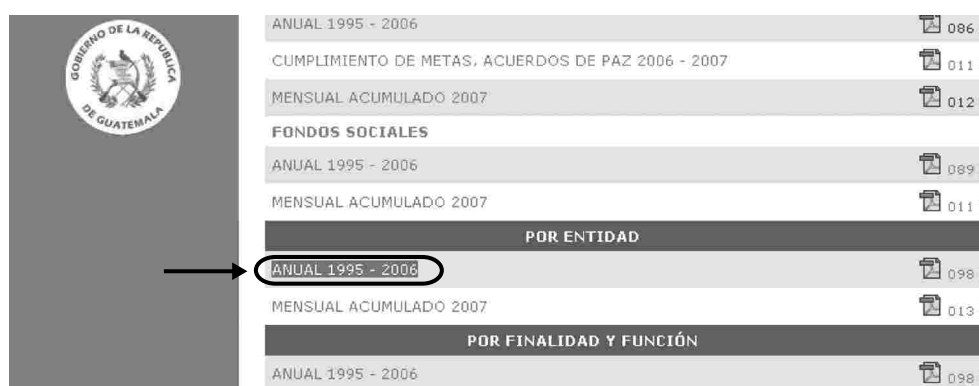 ANUAL 1995 - 2006 086
GOBIERNO DE LA REPUBLICA
DE GUATEMALA
CUMPLIMIENTO DE METAS. ACUERDOS DE PAZ 2006 - 2007 011
MENSUAL ACUMULADO 2007 012
FONDOS SOCIALES
ANUAL 1995 - 2006 089
MENSUAL ACUMULADO 2007 011
POR ENTIDAD
ANUAL 1995 - 2006 098
MENSUAL ACUMULADO 2007 013
POR FINALIDAD Y FUNCIÓN
ANUAL 1995 - 2006 098